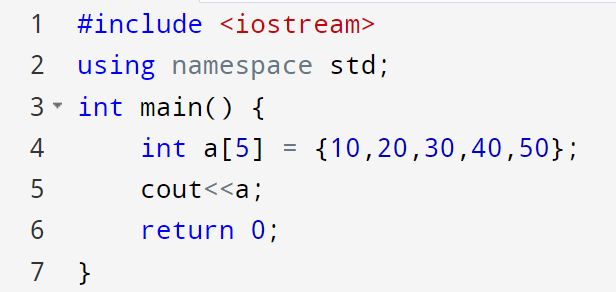 1 #include <iostream>
2 using namespace std;
3 int main() {
4 int a[5] = {10,20,30,40,50};
5 cout<<a;
6 return 0;
7 }